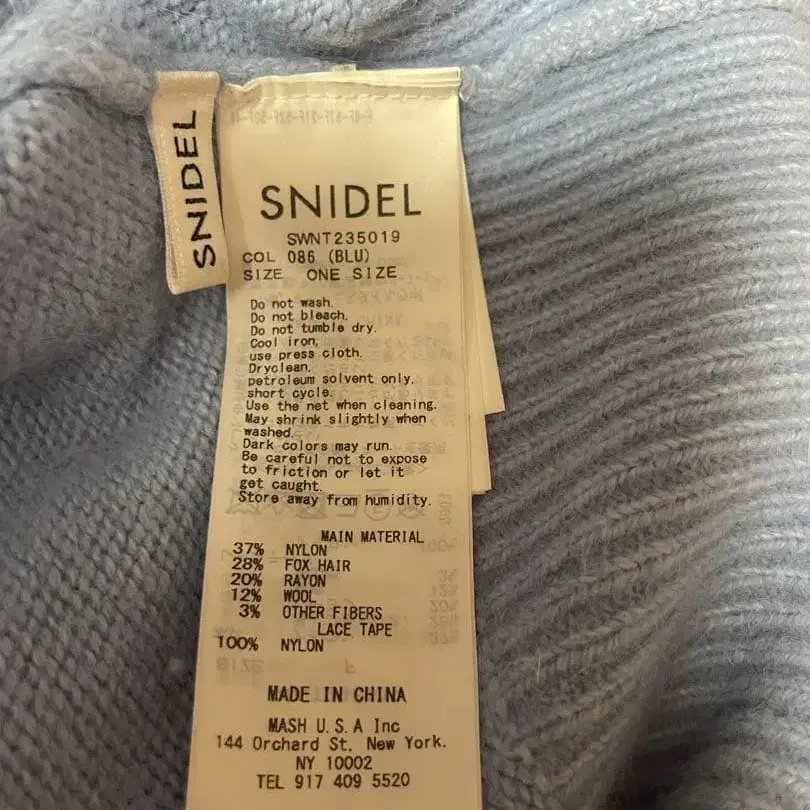 SNIDEL
SNIDEL
SWNT235019
COL 086 (BLU)
SIZE ONE SIZE
Do not wash.
Do not bleach.
Do not tumble dry.
Cool iron,
use press cloth.
Dryclean.
petroleum solvent only.
short cycle.
Use the net when cleaning.
May shrink slightly when
washed.
Dark colors may run.
Be careful not to expose
to friction or let it
get caught.
Store away from humidity.
MAIN MATERIAL
37% NYLON
28% FOX HAIR
20% RAYON
12% WOOL
3% OTHER FIBERS
LACE TAPE
100% NYLON
MADE IN CHINA
MASH U.S.A Inc
144 Orchard St. New York.
NY 10002
TEL 917 409 5520